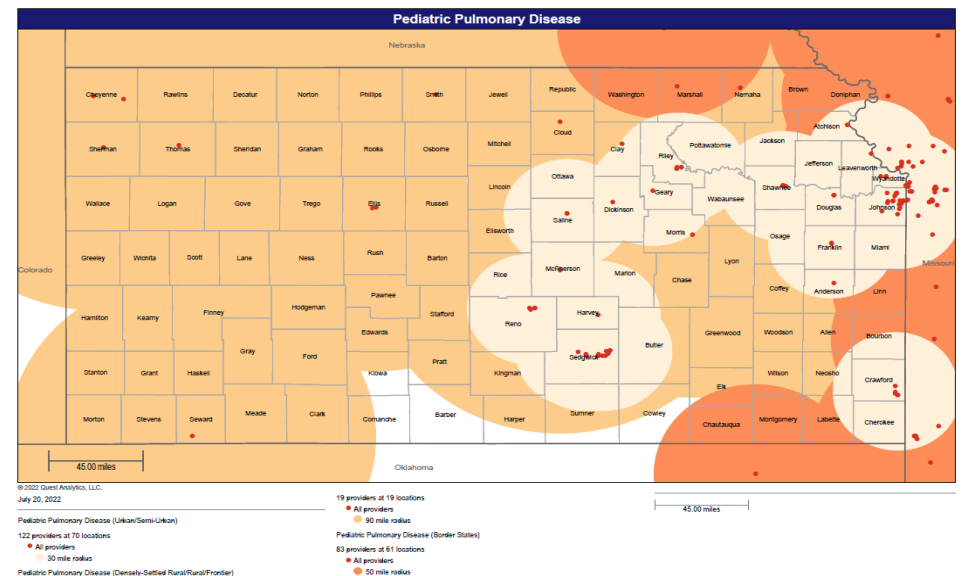 Pediatric Pulmonary Disease
Nebraska
Cheyenne Rawlins Decatur Norton Phillips Smith Jewell Republic Washington Marshall Nemaha Brown Doniphan
Atchison
Sherman Thomas Sheridan Graham Rooks Osborne Mitchell Cloud Clay Riley Pottawatomie Jackson Jefferson Leavenworth
Wyandotte
Wallace Logan Gove Trego Ellis Russell Lincoln Ottawa Saline Dickinson Geary Wabaunsee Shawnee Douglas Johnson
Greeley Wichita Scott Lane Ness Rush Barton Ellsworth McPherson Marion Morris Lyon Osage Franklin Miami
Colorado
Missouri
Hamilton Kearny Finney Hodgeman Pawnee Stafford Rice Reno Harvey Chase Coffey Anderson Linn
Gray Ford Edwards Sedgwick Butler Greenwood Woodson Allen Bourbon
Stanton Grant Haskell Kiowa Pratt Kingman Elk Wilson Neosho Crawford
Morton Stevens Seward Meade Clark Comanche Barber Harper Sumner Cowley Chautauqua Montgomery Labette Cherokee
45.00 miles
Oklahoma
© 2022 Quest Analytics, LLC.
July 20, 2022
Pediatric Pulmonary Disease (Urban/Semi-Urban)
122 providers at 70 locations
All providers
30 mile radius
Pediatric Pulmonary Disease (Densely-Settled Rural/Rural/Frontier)
19 providers at 19 locations
All providers
90 mile radius
Pediatric Pulmonary Disease (Border States)
83 providers at 61 locations
All providers
50 mile radius
45.00 miles